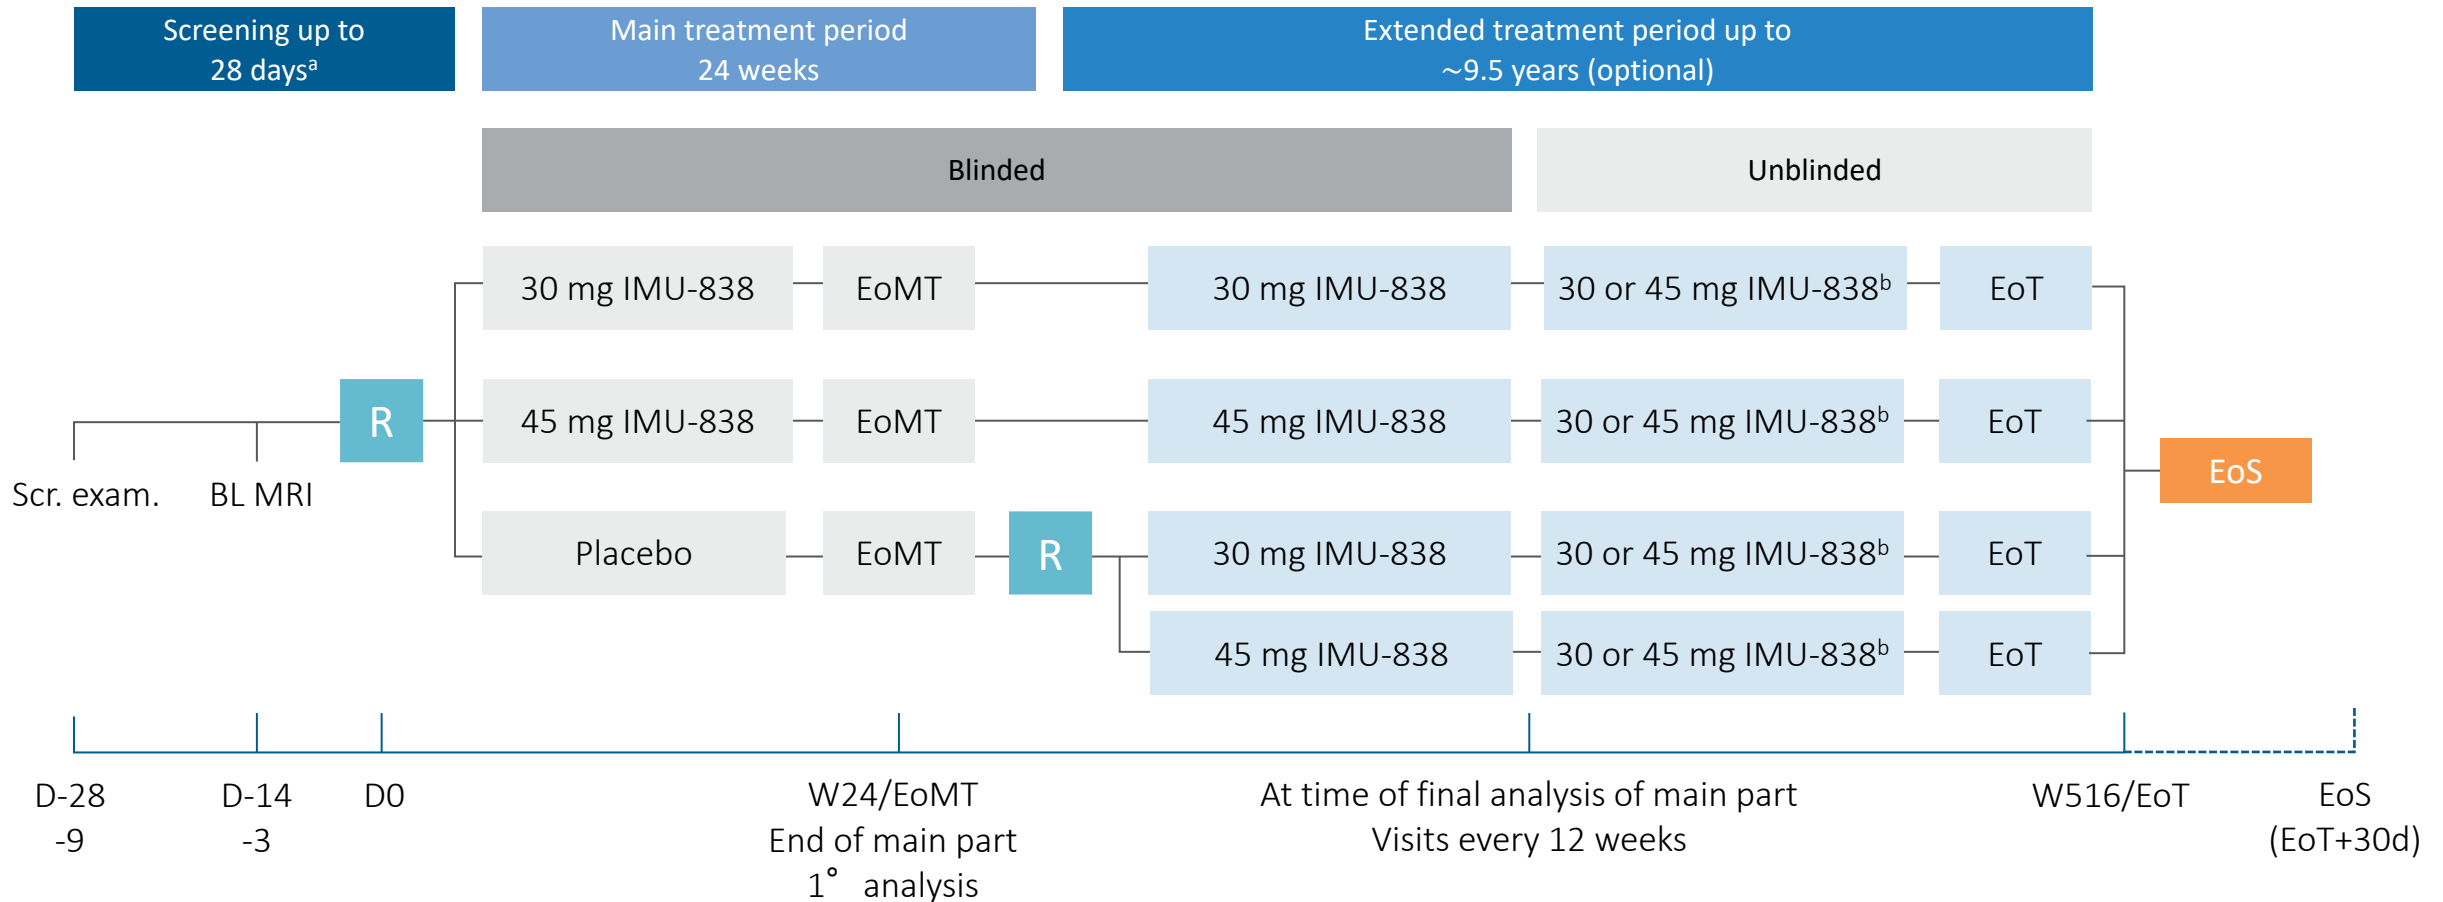 Screening up to
28 daysᵃ
Main treatment period
24 weeks
Extended treatment period up to
~9.5 years (optional)
Blinded
Unblinded
30 mg IMU-838
EoMT
30 mg IMU-838
30 or 45 mg IMU-838ᵇ
EoT
R
45 mg IMU-838
EoMT
45 mg IMU-838
30 or 45 mg IMU-838ᵇ
EoT
Scr. exam.
BL MRI
EoS
Placebo
EoMT
R
30 mg IMU-838
30 or 45 mg IMU-838ᵇ
EoT
45 mg IMU-838
30 or 45 mg IMU-838ᵇ
EoT
D-28
-9
D-14
-3
D0
W24/EoMT
End of main part
1° analysis
At time of final analysis of main part
Visits every 12 weeks
W516/EoT
EoS
(EoT+30d)